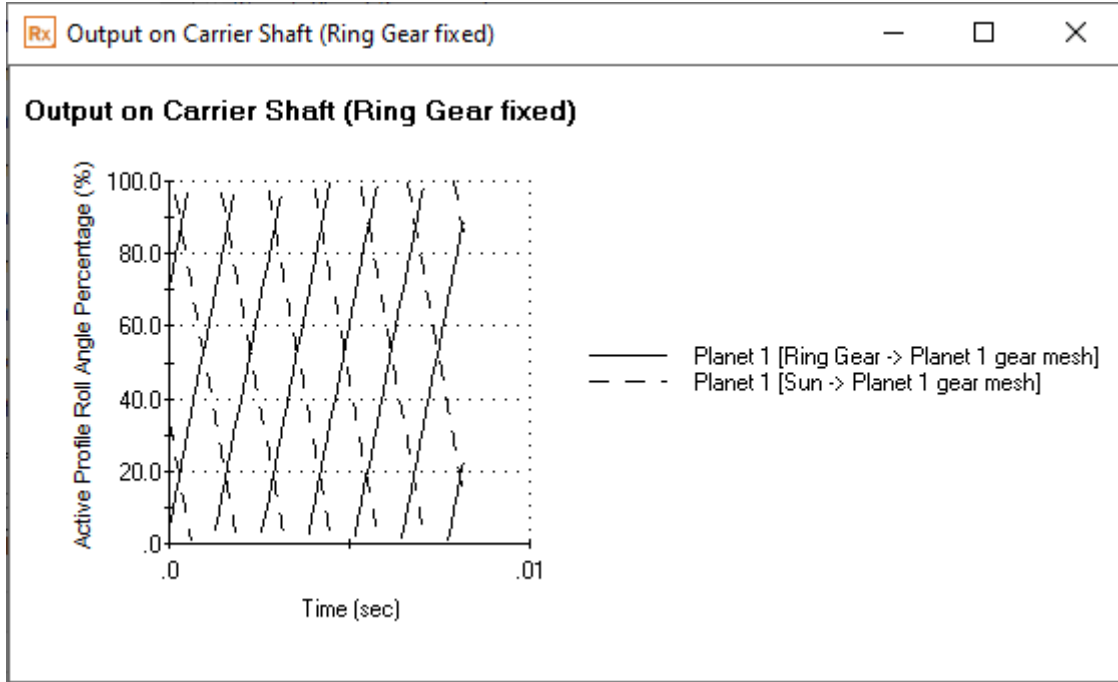 Rx Output on Carrier Shaft (Ring Gear fixed)
Output on Carrier Shaft (Ring Gear fixed)
Active Profile Roll Angle Percentage (%)
100.0
80.0
60.0
40.0
20.0
.0
.0 .01
Time (sec)
Planet 1 [Ring Gear -> Planet 1 gear mesh]
Planet 1 [Sun -> Planet 1 gear mesh]